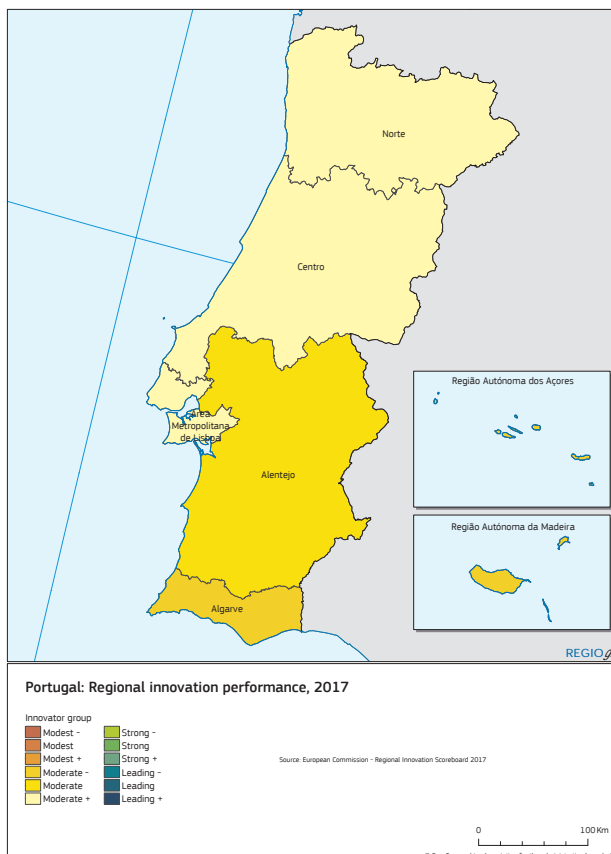 Norte
Centro
Área
Metropolitana
de Lisboa
Alentejo
Algarve
Região Autónoma dos Açores
Região Autónoma da Madeira
REGIO
Portugal: Regional innovation performance, 2017
Innovator group
Modest -
Modest
Modest +
Moderate -
Moderate
Moderate +
Strong -
Strong
Strong +
Leading -
Leading
Leading +
Source: European Commission - Regional Innovation Scoreboard 2017
0 100 Km